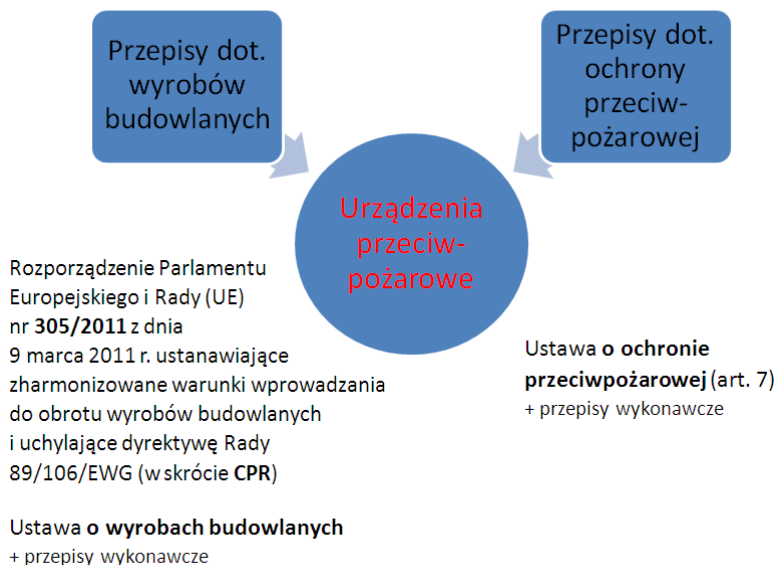 Przepisy dot.
wyrobów
budowlanych
Przepisy dot.
ochrony
przeciw-
pożarowej
Urządzenia
przeciw-
pożarowe
Rozporządzenie Parlamentu
Europejskiego i Rady (UE)
nr 305/2011 z dnia
9 marca 2011 r. ustanawiające
zharmonizowane warunki wprowadzania
do obrotu wyrobów budowlanych
i uchylające dyrektywę Rady
89/106/EWG (w skrócie CPR)
Ustawa o wyrobach budowlanych
+ przepisy wykonawcze
Ustawa o ochronie
przeciwpożarowej (art. 7)
+ przepisy wykonawcze